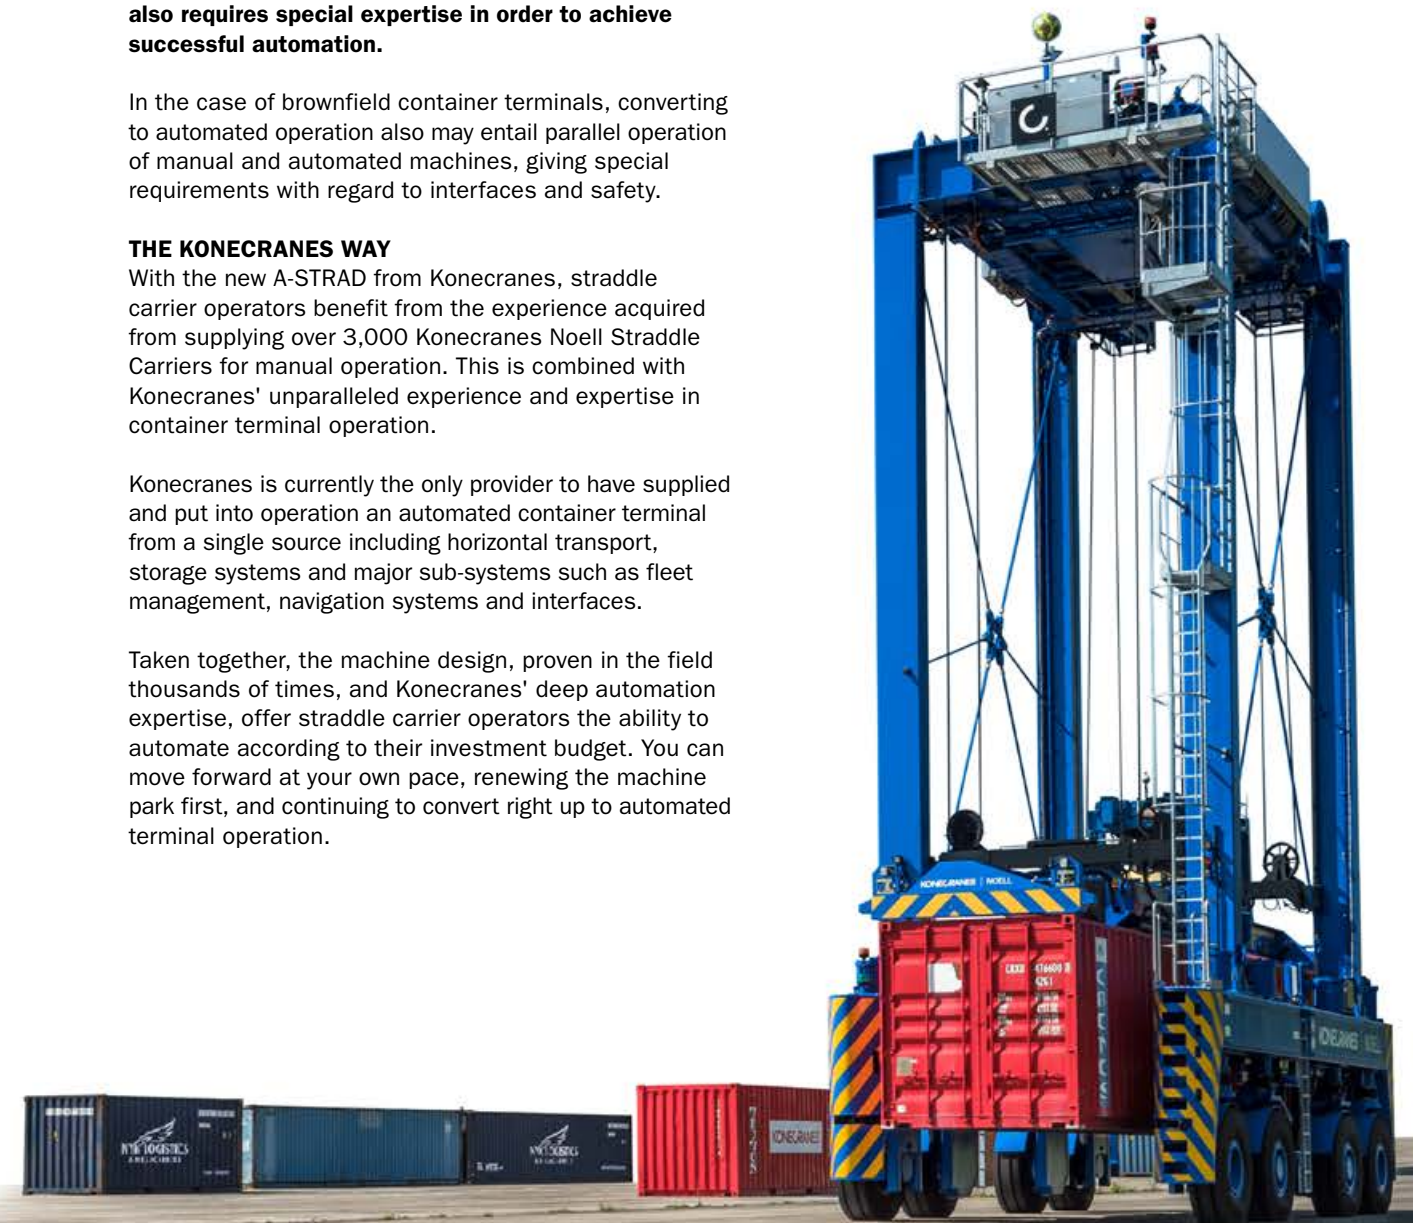 also requires special expertise in order to achieve
successful automation.
In the case of brownfield container terminals, converting
to automated operation also may entail parallel operation
of manual and automated machines, giving special
requirements with regard to interfaces and safety.
THE KONECRANES WAY
With the new A-STRAD from Konecranes, straddle
carrier operators benefit from the experience acquired
from supplying over 3,000 Konecranes Noell Straddle
Carriers for manual operation. This is combined with
Konecranes' unparalleled experience and expertise in
container terminal operation.
Konecranes is currently the only provider to have supplied
and put into operation an automated container terminal
from a single source including horizontal transport,
storage systems and major sub-systems such as fleet
management, navigation systems and interfaces.
Taken together, the machine design, proven in the field
thousands of times, and Konecranes' deep automation
expertise, offer straddle carrier operators the ability to
automate according to their investment budget. You can
move forward at your own pace, renewing the machine
park first, and continuing to convert right up to automated
terminal operation.
KONECRANES | NOELL
KONECRANES NOELL
KONECRANES